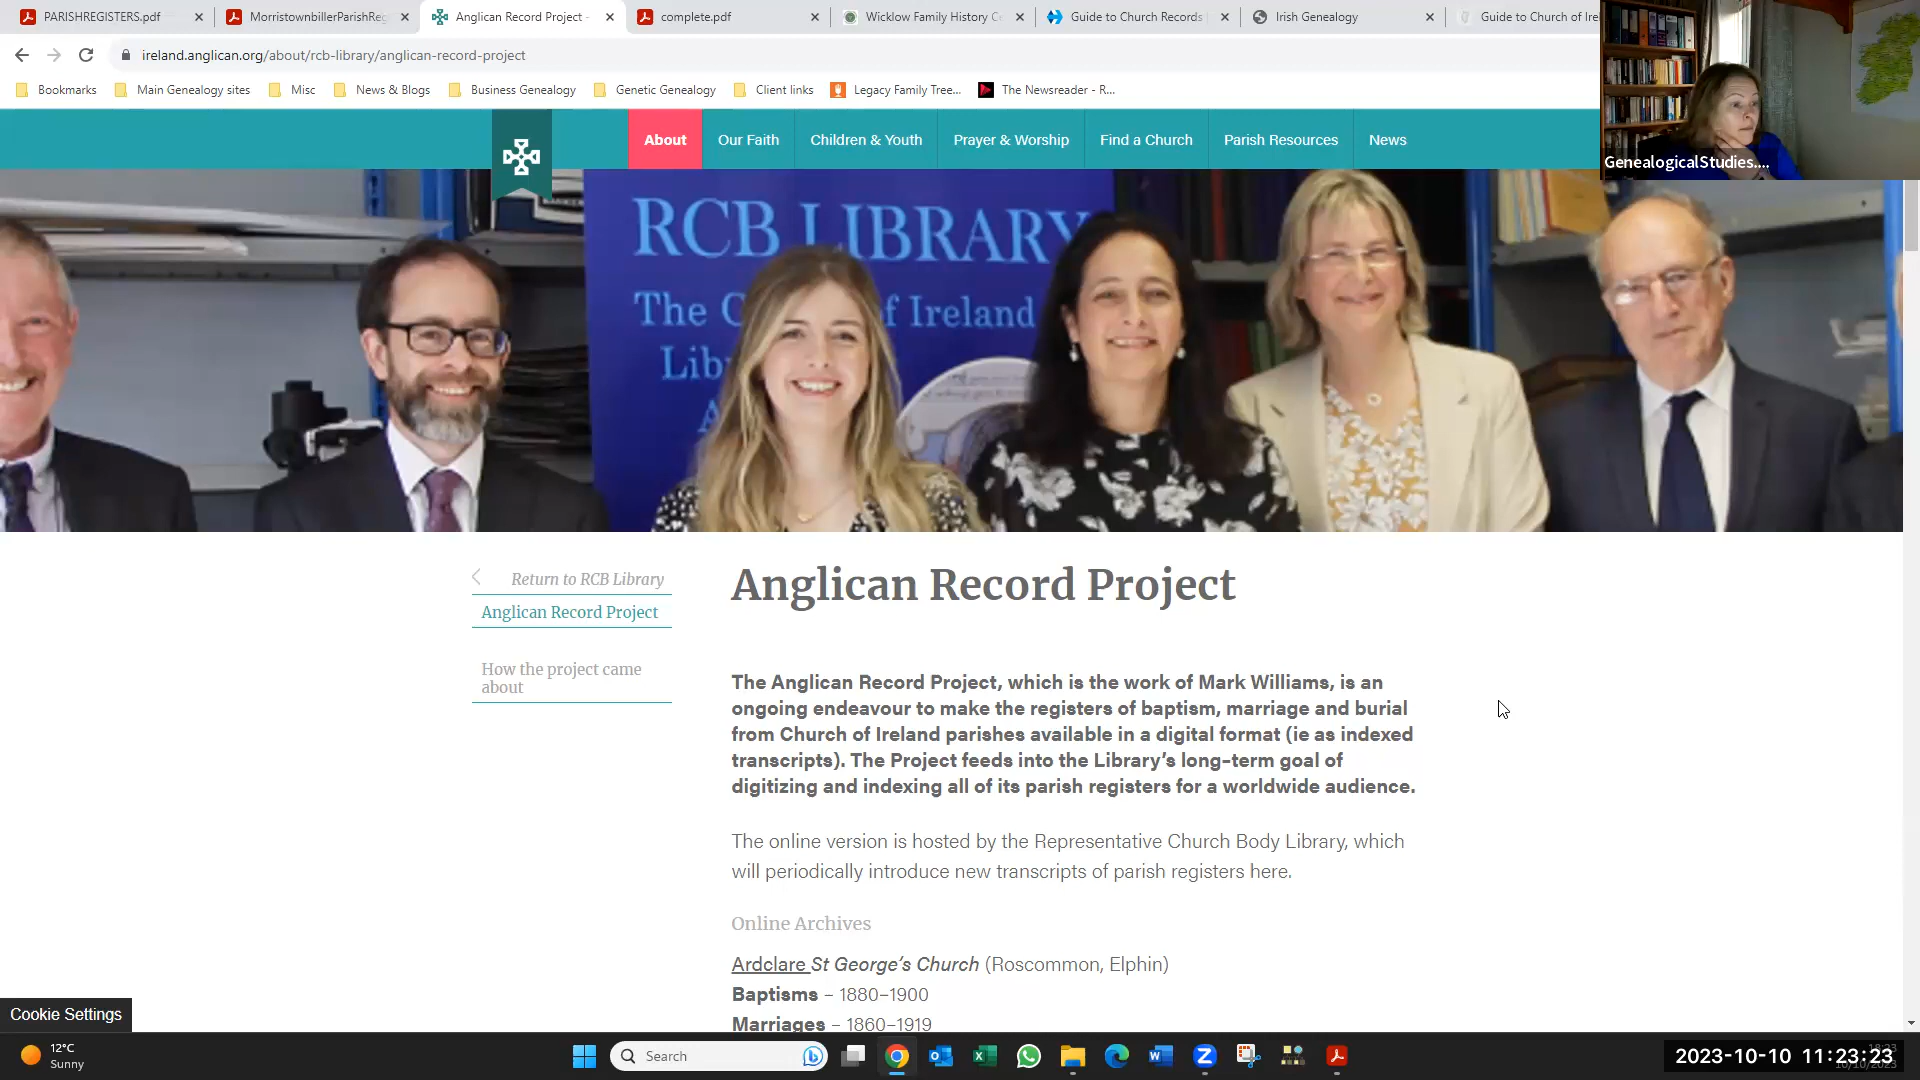 PARISHREGISTERS.pdf
MorristownbillerParishReg
Anglican Record Project -
complete.pdf
Wicklow Family History Ce
Guide to Church Records
Irish Genealogy
Guide to Church of Irel
ireland.anglican.org/about/rcb-library/anglican-record-project
Bookmarks
Main Genealogy sites
Misc
News & Blogs
Business Genealogy
Genetic Genealogy
Client links
Legacy Family Tree...
The Newsreader - R...
GenealogicalStudies....
About
Our Faith
Children & Youth
Prayer & Worship
Find a Church
Parish Resources
News
RCB LIBRARY
The C f Ireland
Lib
A
Return to RCB Library
Anglican Record Project
How the project came
about
Anglican Record Project
The Anglican Record Project, which is the work of Mark Williams, is an
ongoing endeavour to make the registers of baptism, marriage and burial
from Church of Ireland parishes available in a digital format (ie as indexed
transcripts). The Project feeds into the Library's long-term goal of
digitizing and indexing all of its parish registers for a worldwide audience.
The online version is hosted by the Representative Church Body Library, which
will periodically introduce new transcripts of parish registers here.
Online Archives
Ardclare St George's Church (Roscommon, Elphin)
Baptisms – 1880–1900
Marriages – 1860–1919
Cookie Settings
12°C
Sunny
Search
2023-10-10 11:23:23